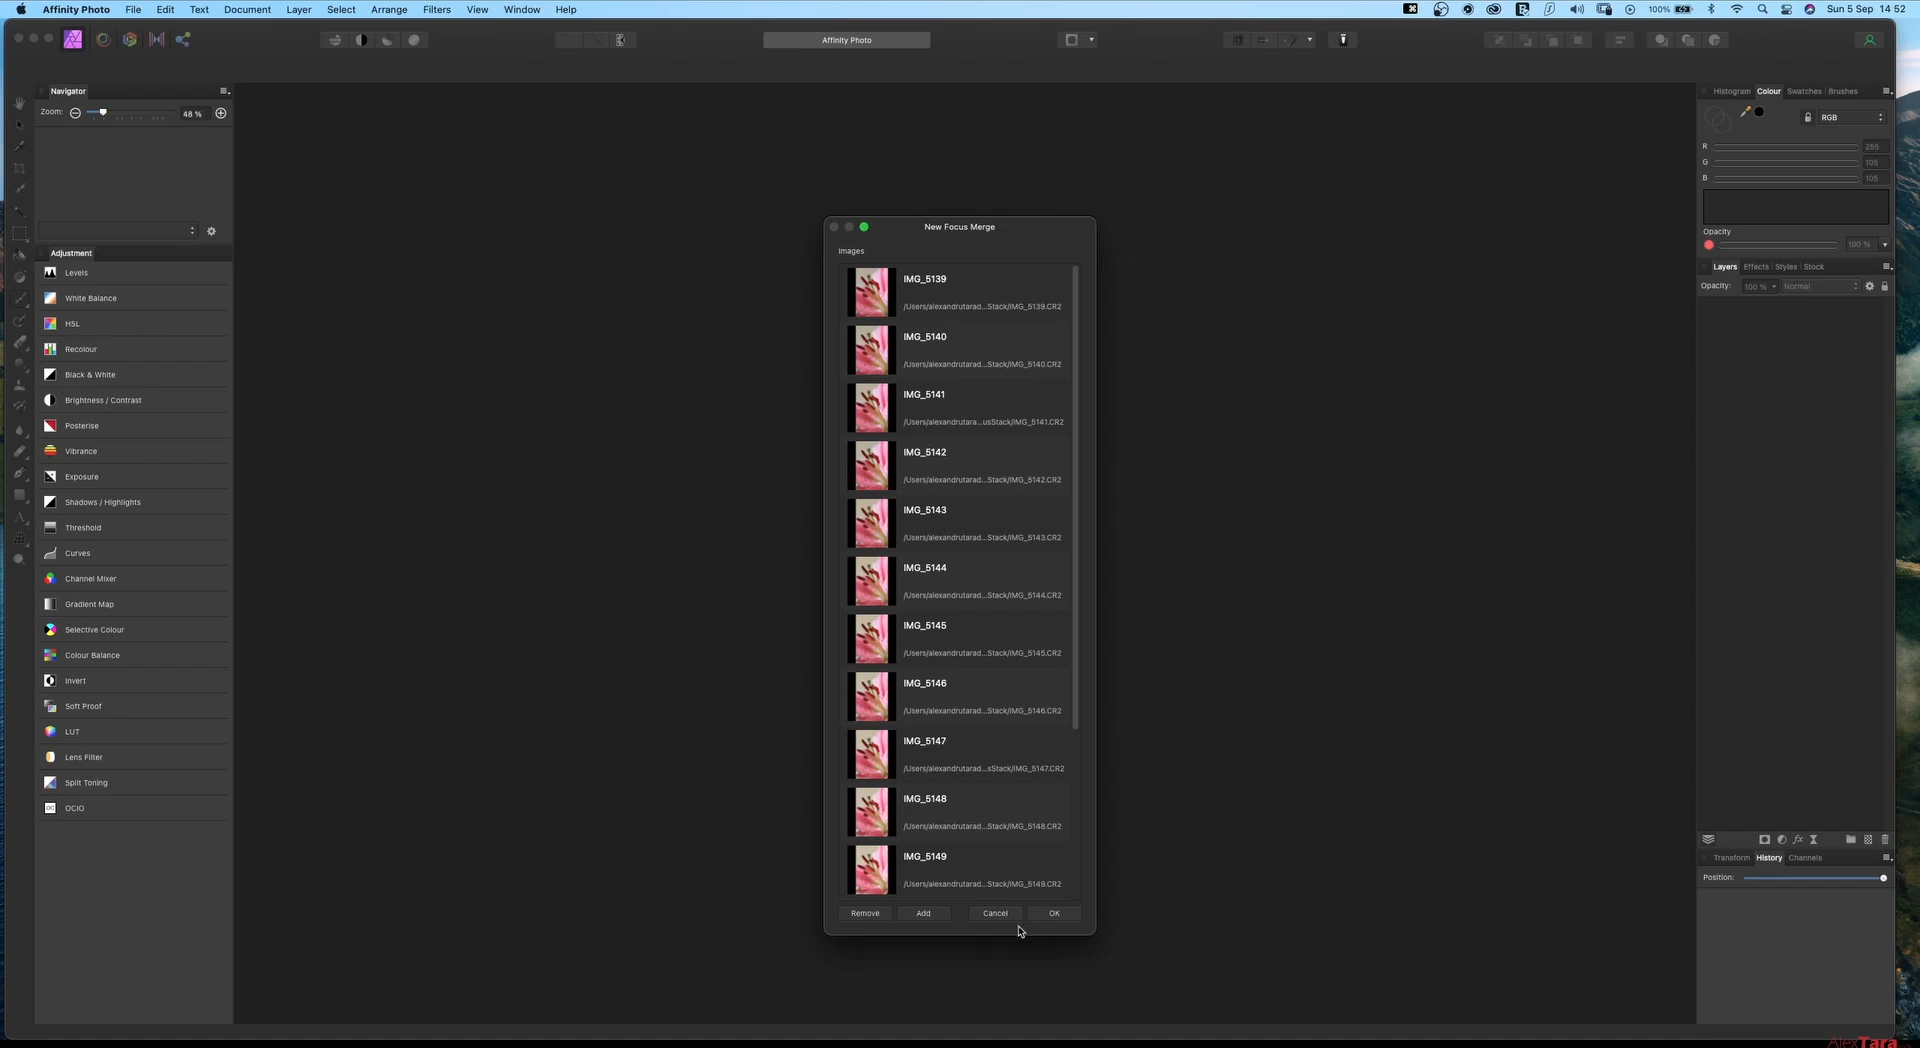 Affinity Photo File Edit Text Document Layer Select Arrange Filters View Window Help 100% Sun 5 Sep 14 52
Affinity Photo
Navigator
Zoom: 48 %
Adjustment
Levels
White Balance
HSL
Recolour
Black & White
Brightness / Contrast
Posterise
Vibrance
Exposure
Shadows / Highlights
Threshold
Curves
Channel Mixer
Gradient Map
Selective Colour
Colour Balance
Invert
Soft Proof
LUT
Lens Filter
Split Toning
OCIO
New Focus Merge
Images
IMG_5139
/Users/alexandrutarad...Stack/IMG_5139.CR2
IMG_5140
/Users/alexandrutarad...Stack/IMG_5140.CR2
IMG_5141
/Users/alexandrutara...usStack/IMG_5141.CR2
IMG_5142
/Users/alexandrutarad...Stack/IMG_5142.CR2
IMG_5143
/Users/alexandrutarad...Stack/IMG_5143.CR2
IMG_5144
/Users/alexandrutarad...Stack/IMG_5144.CR2
IMG_5145
/Users/alexandrutarad...Stack/IMG_5145.CR2
IMG_5146
/Users/alexandrutarad...Stack/IMG_5146.CR2
IMG_5147
/Users/alexandrutarad...sStack/IMG_5147.CR2
IMG_5148
/Users/alexandrutarad...Stack/IMG_5148.CR2
IMG_5149
/Users/alexandrutarad...Stack/IMG_5149.CR2
Remove Add Cancel OK
Histogram Colour Swatches Brushes
RGB
R 255
G 105
B 105
Opacity
100 %
Layers Effects Styles Stock
Opacity: 100 % Normal
Transform History Channels
Position:
AlexTara